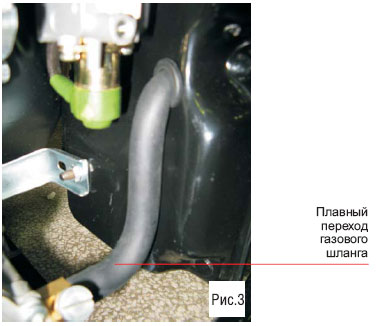 Плавный
переход
газового
шланга
Рис.3